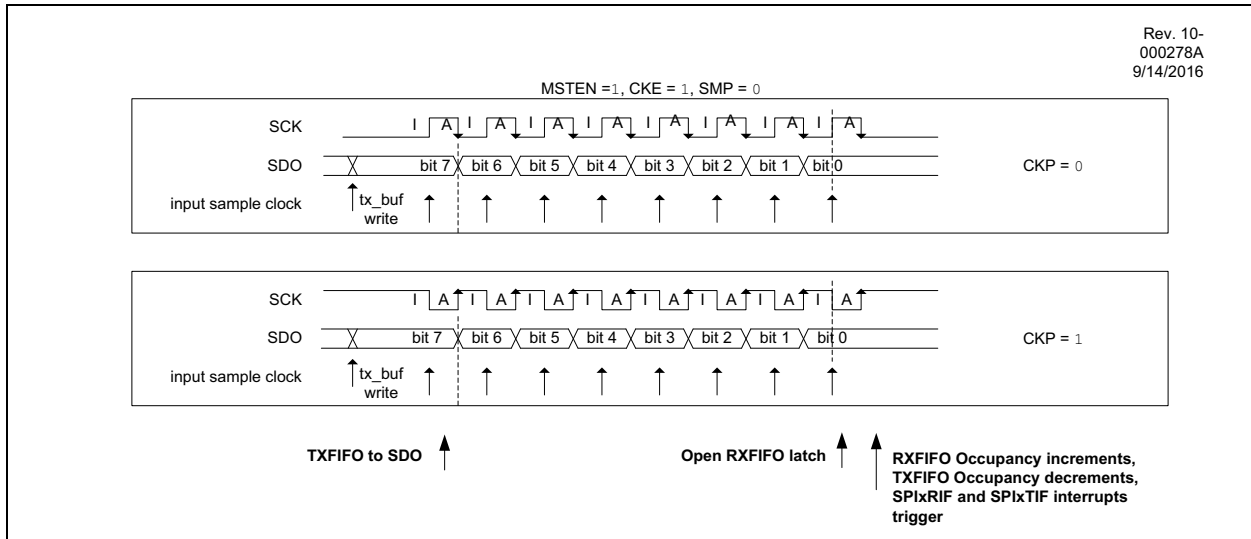 Rev. 10-
000278A
9/14/2016
MSTEN =1, CKE = 1, SMP = 0
SCK I A I A I A I A I A I A I A I A
SDO bit 7 bit 6 bit 5 bit 4 bit 3 bit 2 bit 1 bit 0 CKP = 0
input sample clock tx_buf
write
SCK I A I A I A I A I A I A I A I A
SDO bit 7 bit 6 bit 5 bit 4 bit 3 bit 2 bit 1 bit 0 CKP = 1
input sample clock tx_buf
write
TXFIFO to SDO Open RXFIFO latch RXFIFO Occupancy increments,
TXFIFO Occupancy decrements,
SPIxRIF and SPIxTIF interrupts
trigger